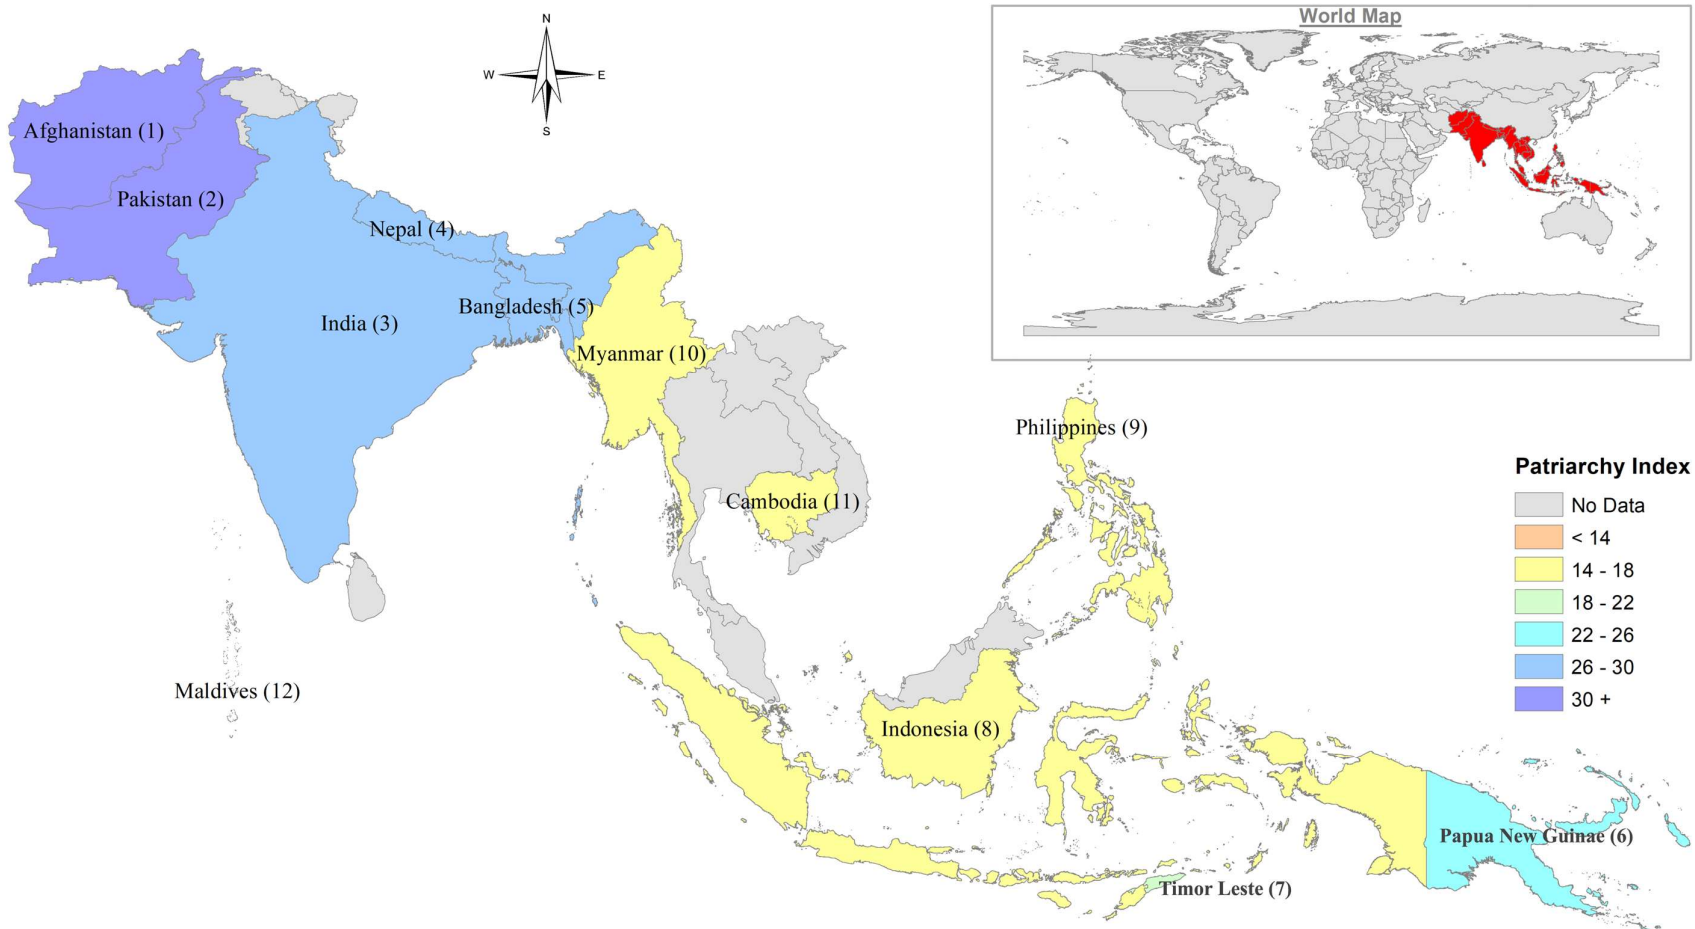 World Map
N
W E
S
Afghanistan (1)
Pakistan (2)
Nepal (4)
Bangladesh (5)
India (3)
Myanmar (10)
Philippines (9)
Cambodia (11)
Maldives (12)
Indonesia (8)
Papua New Guinae (6)
Timor Leste (7)
Patriarchy Index
No Data
< 14
14 - 18
18 - 22
22 - 26
26 - 30
30 +